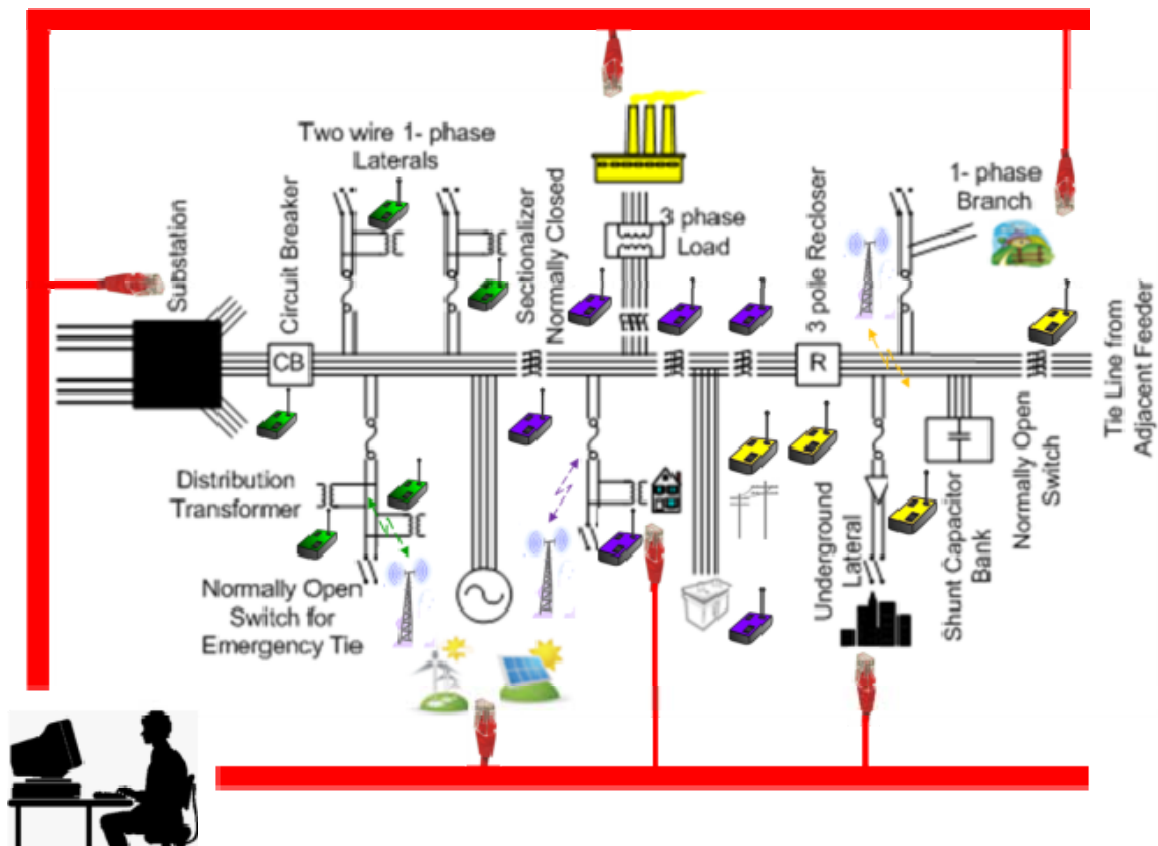 Two wire 1- phase
Laterals
Substation
Circuit Breaker
Sectionalizer
Normally Closed
3 phase
Load
3 pole Recloser
1- phase
Branch
CB
R
Tie Line from
Adjacent Feeder
Distribution
Transformer
Normally Open
Switch for
Emergency Tie
Underground
Lateral
Shunt Capacitor
Bank
Normally Open
Switch